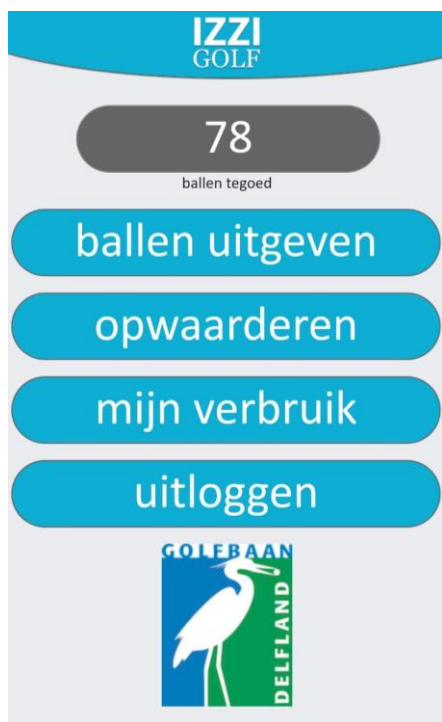 IZZI
GOLF
78
ballen tegoed
ballen uitgeven
opwaarderen
mijn verbruik
uitloggen
GOLFBAAN
DELFLAND